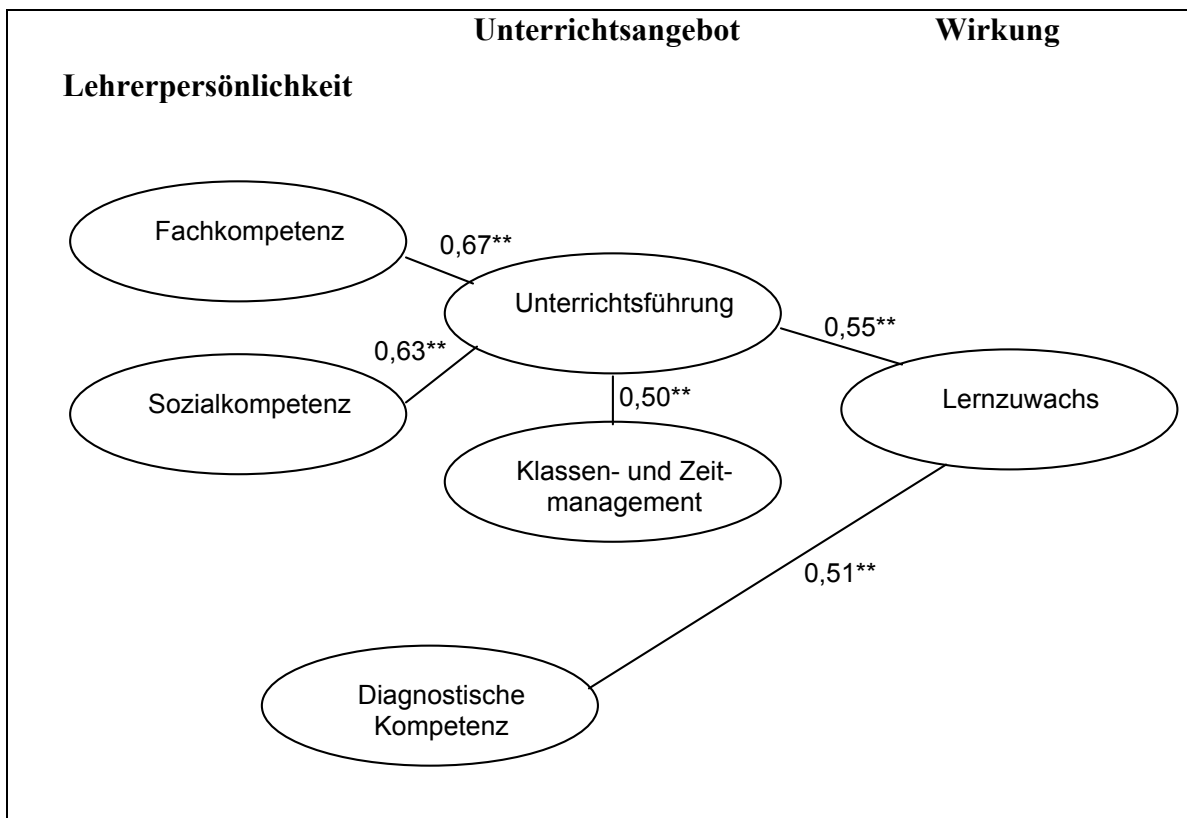 Unterrichtsangebot
Wirkung
Lehrerpersönlichkeit
Fachkompetenz
0,67**
Unterrichtsführung
0,55**
0,63**
Sozialkompetenz
0,50**
Lernzuwachs
Klassen- und Zeit-
management
0,51**
Diagnostische
Kompetenz